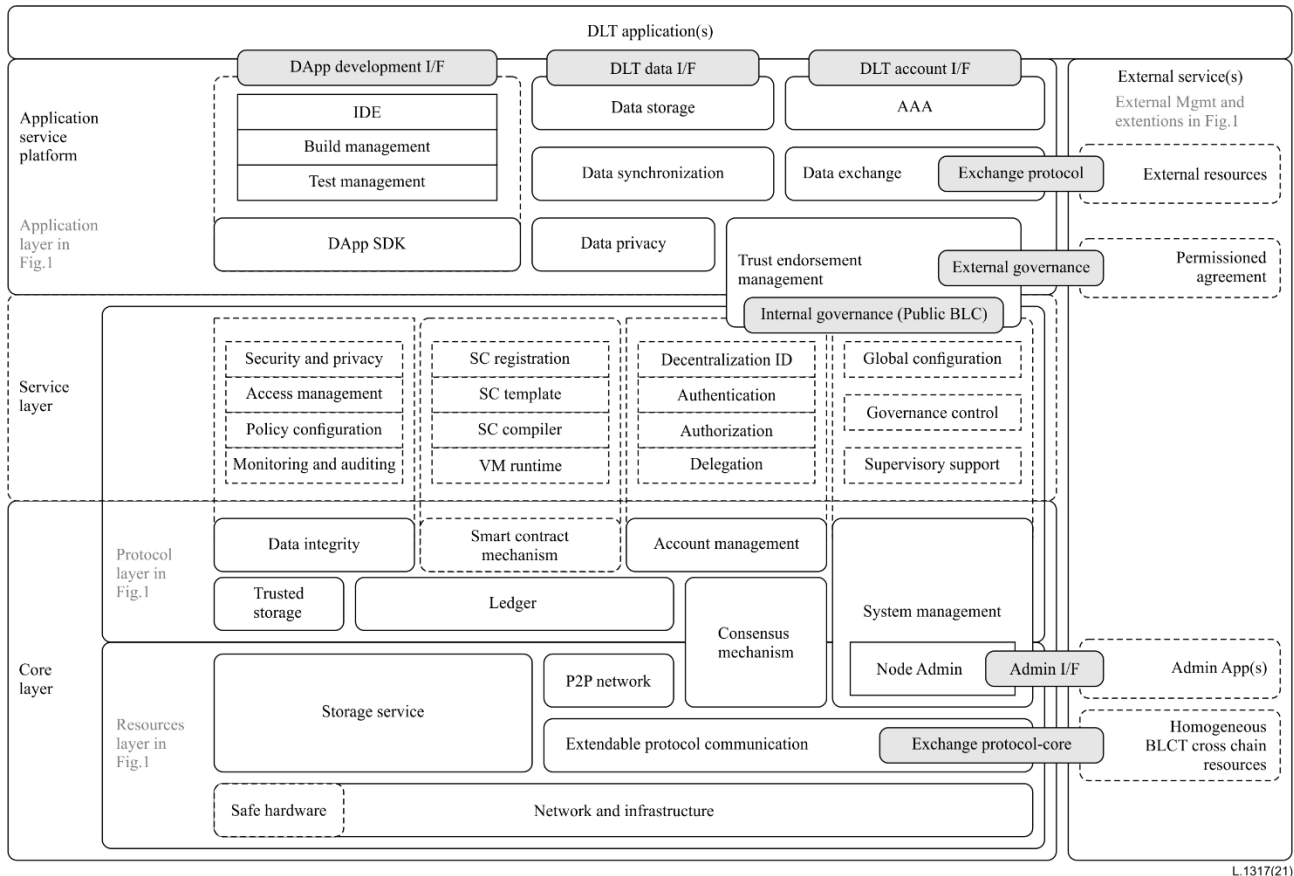 DLT application(s)
DApp development I/F
DLT data I/F
DLT account I/F
External service(s)
External Mgmt and
extentions in Fig.1
Application
service
platform
IDE
Build management
Test management
Data storage
AAA
Data synchronization
Data exchange
Exchange protocol
External resources
Application
layer in
Fig.1
DApp SDK
Data privacy
Trust endorsement
management
External governance
Permissioned
agreement
Internal governance (Public BLC)
Service
layer
Security and privacy
Access management
Policy configuration
Monitoring and auditing
SC registration
SC template
SC compiler
VM runtime
Decentralization ID
Authentication
Authorization
Delegation
Global configuration
Governance control
Supervisory support
Core
layer
Protocol
layer in
Fig.1
Data integrity
Smart contract
mechanism
Account management
Trusted
storage
Ledger
Consensus
mechanism
System management
Node Admin
Admin I/F
Admin App(s)
Resources
layer in
Fig.1
Storage service
P2P network
Extendable protocol communication
Exchange protocol-core
Homogeneous
BLCT cross chain
resources
Safe hardware
Network and infrastructure
L.1317(21)